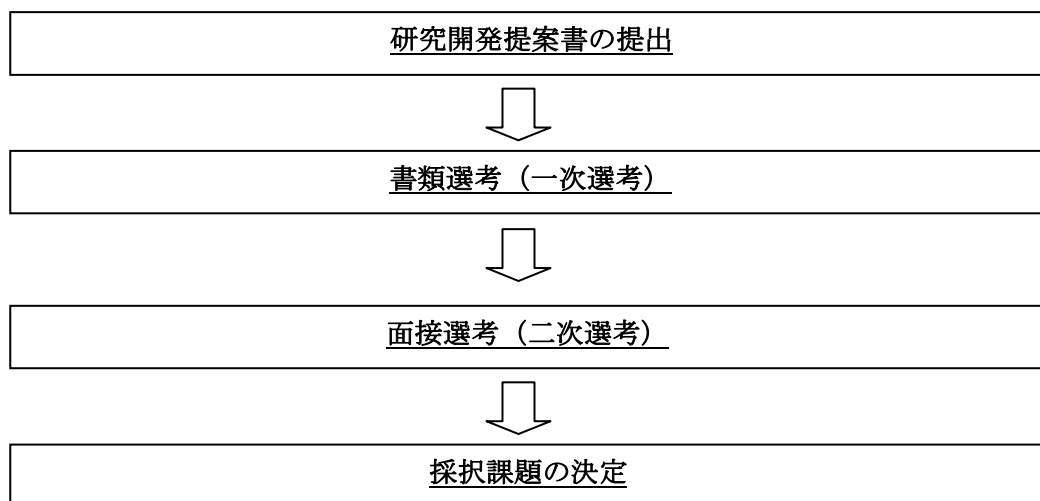 研究開発提案書の提出
書類選考（一次選考）
面接選考（二次選考）
採択課題の決定